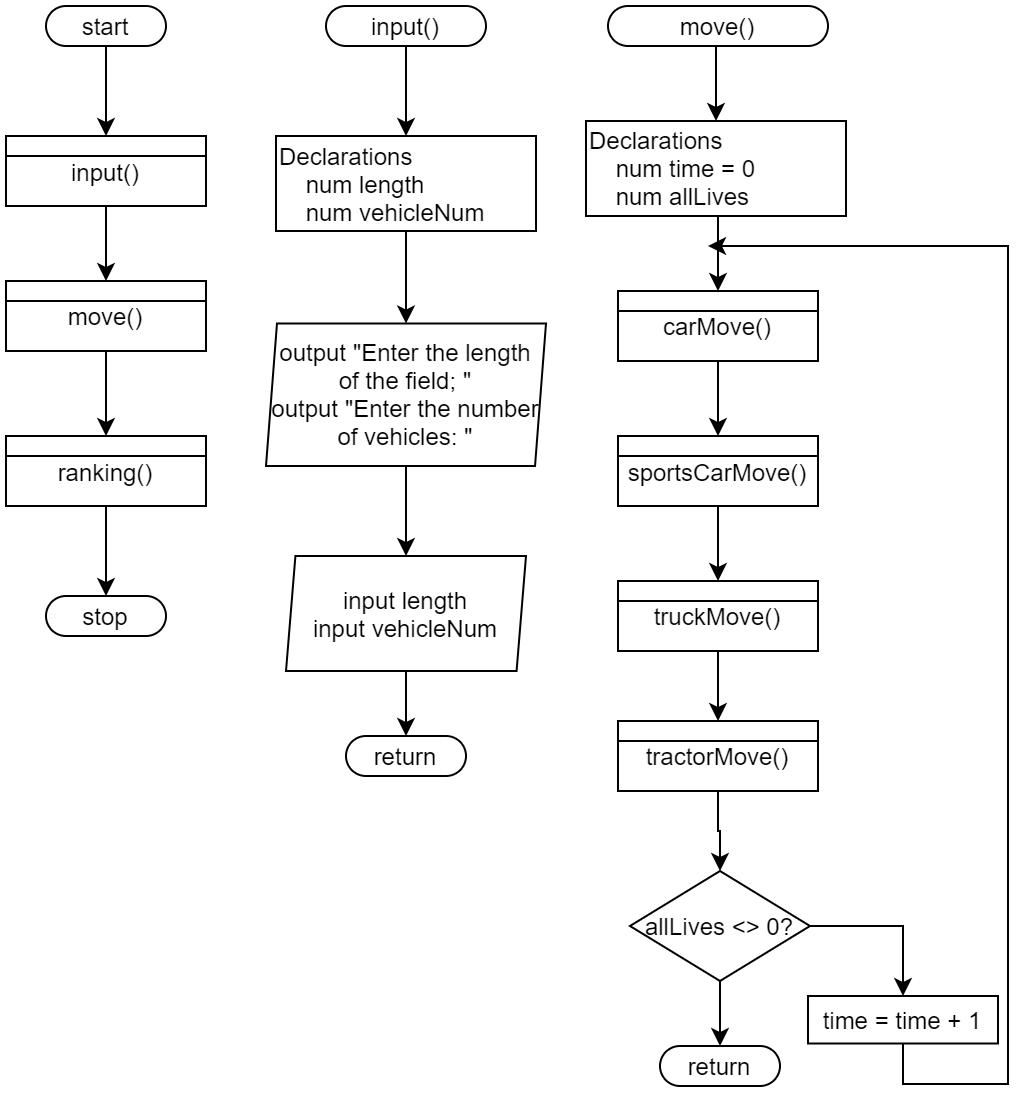 start
input()
move()
ranking()
stop
input()
Declarations
num length
num vehicleNum
output "Enter the length
of the field; "
output "Enter the number
of vehicles: "
input length
input vehicleNum
return
move()
Declarations
num time = 0
num allLives
carMove()
sportsCarMove()
truckMove()
tractorMove()
allLives <> 0?
time = time + 1
return